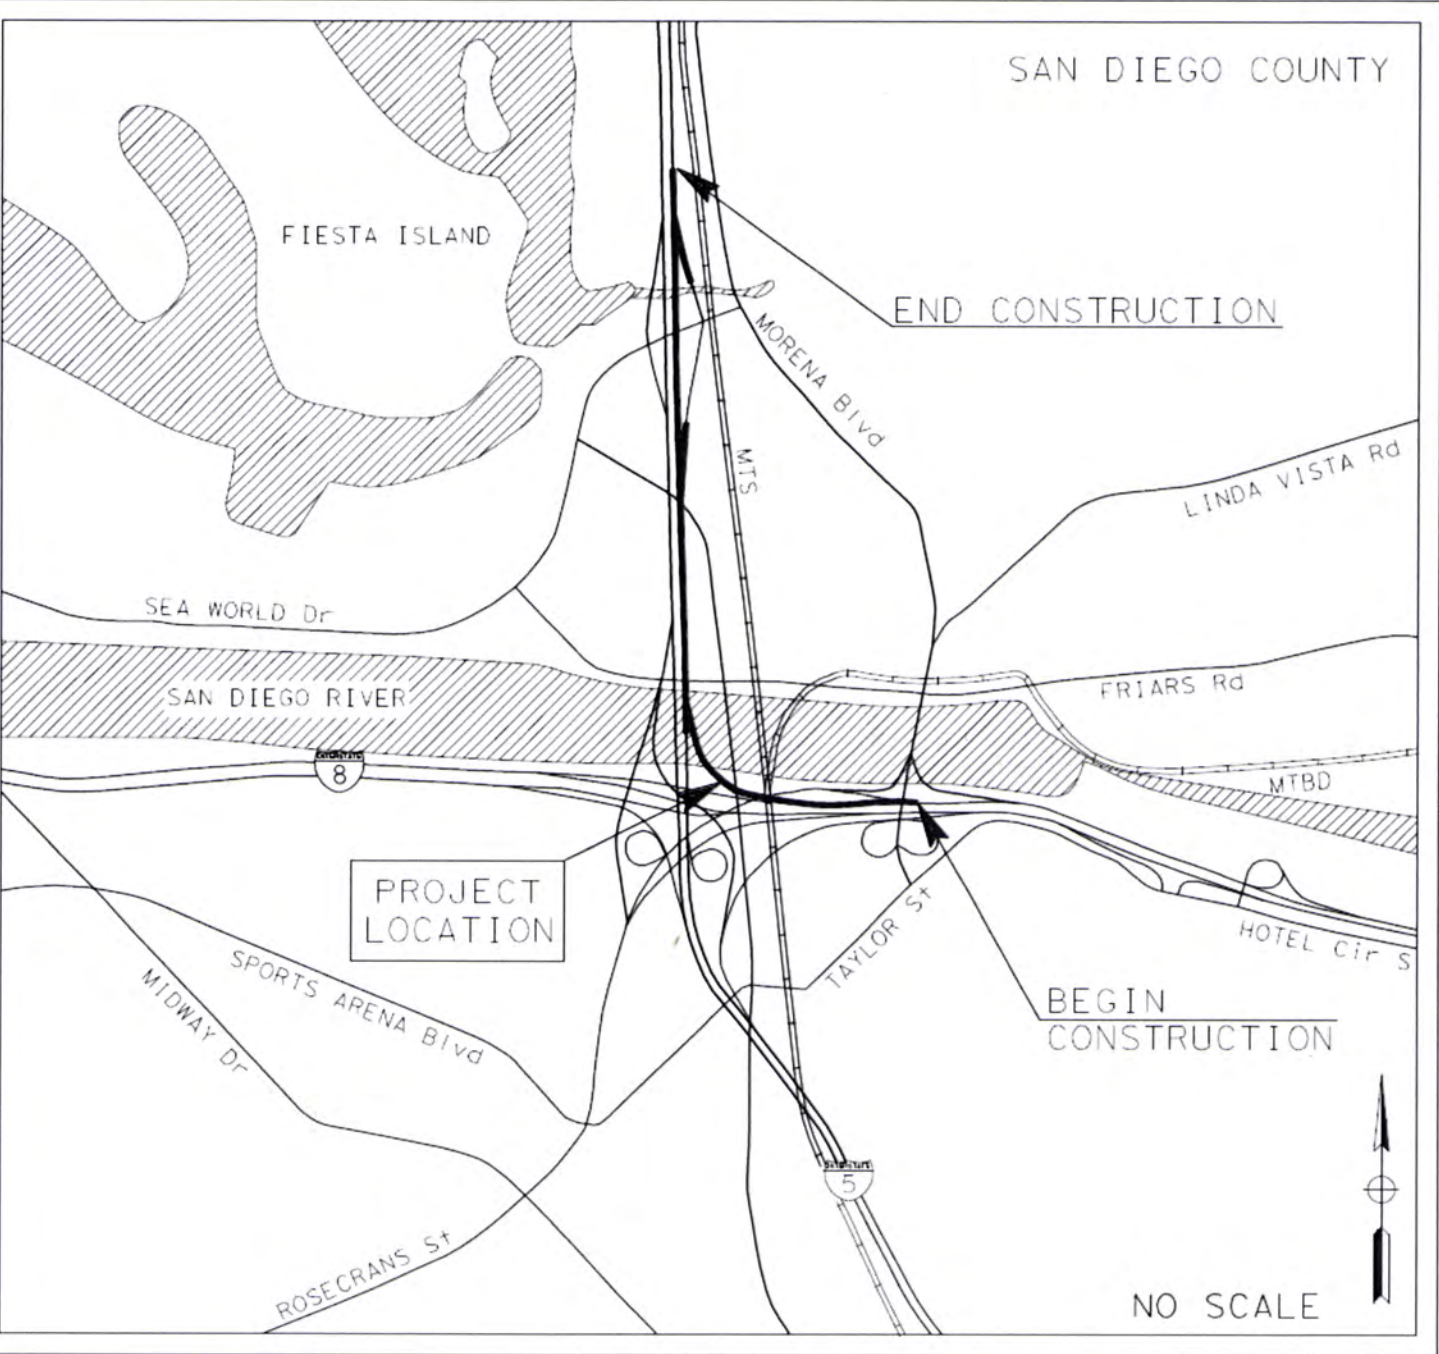 SAN DIEGO COUNTY
FIESTA ISLAND
END CONSTRUCTION
MORENA Blvd
MTS
LINDA VISTA Rd
SEA WORLD Dr
FRIARS Rd
SAN DIEGO RIVER
INTERSTATE
8
MTBD
PROJECT
LOCATION
TAYLOR St
HOTEL Cir S
SPORTS ARENA Blvd
MIDWAY Dr
BEGIN
CONSTRUCTION
INTERSTATE
5
ROSECRANS St
NO SCALE